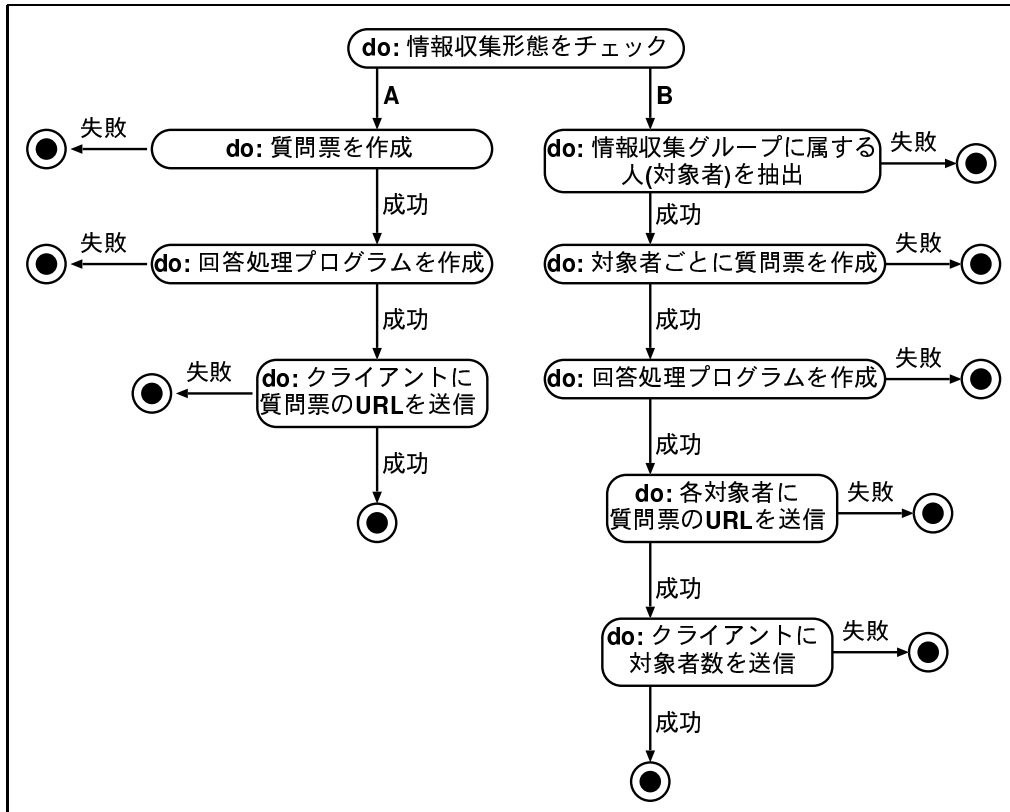 do: 情報収集形態をチェック
A
B
失敗
do: 質問票を作成
do: 情報収集グループに属する
人(対象者)を抽出
失敗
成功
成功
失敗
do: 回答処理プログラムを作成
do: 対象者ごとに質問票を作成
失敗
成功
成功
失敗
do: クライアントに
質問票のURLを送信
do: 回答処理プログラムを作成
失敗
成功
成功
do: 各対象者に
質問票のURLを送信
失敗
成功
do: クライアントに
対象者数を送信
失敗
成功